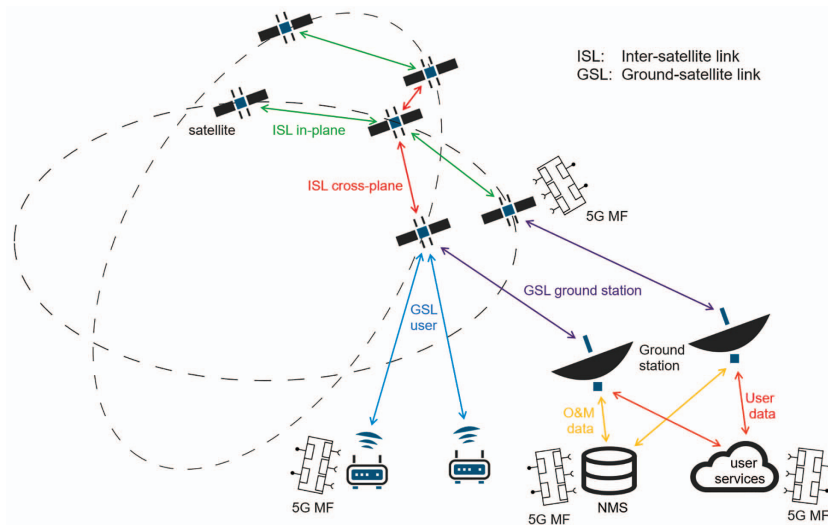 ISL: Inter-satellite link
GSL: Ground-satellite link
satellite
ISL in-plane
ISL cross-plane
5G MF
GSL ground station
GSL
user
Ground
station
O&M
data
User
data
5G MF
5G MF
NMS
user
services
5G MF